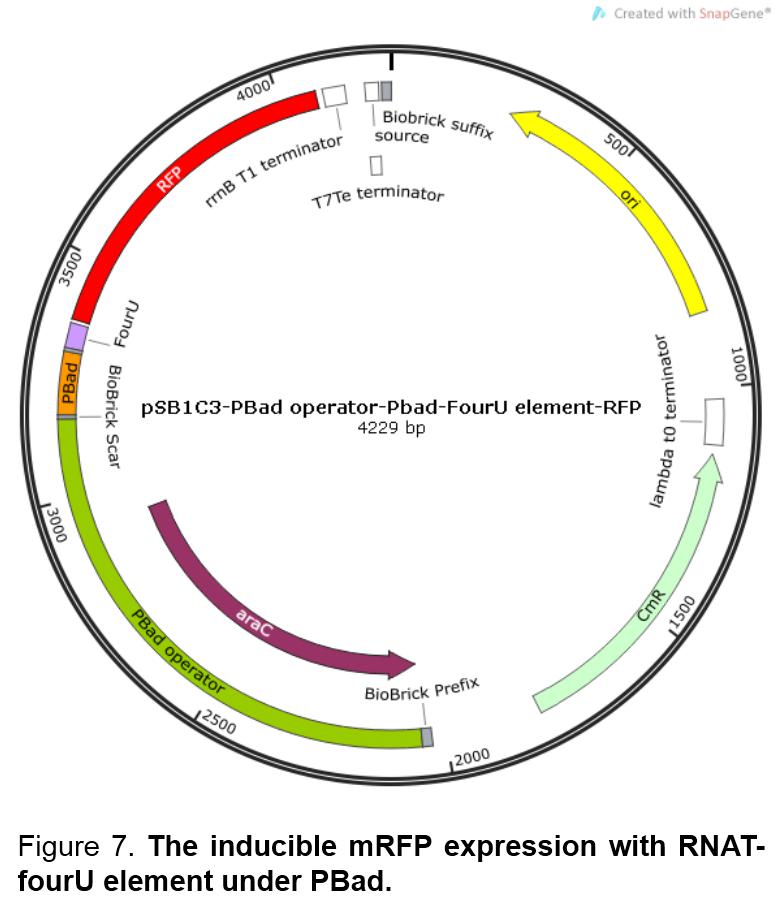 Created with SnapGene®
4000
Biobrick suffix
source
rrnB T1 terminator
T7Te terminator
RFP
500
ori
3500
FourU
PBad
BioBrick Scar
1000
lambda t0 terminator
pSB1C3-PBad operator-Pbad-FourU element-RFP
4229 bp
3000
araC
PBad operator
CmR
1500
2500
BioBrick Prefix
2000
Figure 7. The inducible mRFP expression with RNAT-
fourU element under PBad.